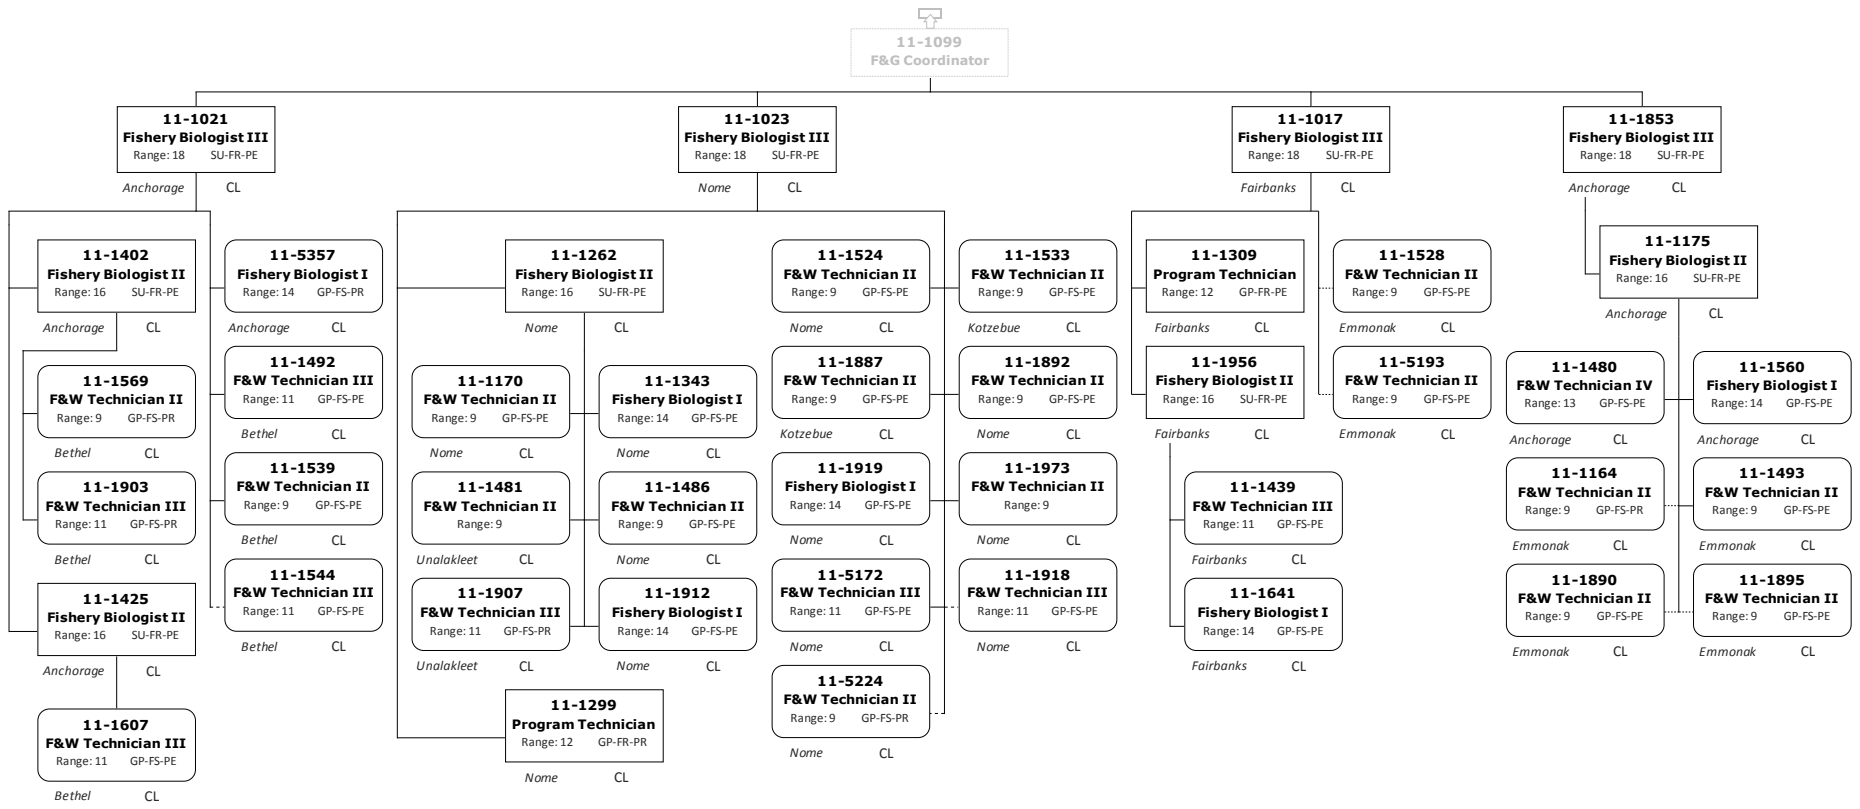 11-1099
F&G Coordinator
11-1021
Fishery Biologist III
Range: 18 SU-FR-PE
Anchorage CL
11-1023
Fishery Biologist III
Range: 18 SU-FR-PE
Nome CL
11-1017
Fishery Biologist III
Range: 18 SU-FR-PE
Fairbanks CL
11-1853
Fishery Biologist III
Range: 18 SU-FR-PE
Anchorage CL
11-1402
Fishery Biologist II
Range: 16 SU-FR-PE
Anchorage CL
11-1569
F&W Technician II
Range: 9 GP-FS-PR
Bethel CL
11-1903
F&W Technician III
Range: 11 GP-FS-PR
Bethel CL
11-1425
Fishery Biologist II
Range: 16 SU-FR-PE
Anchorage CL
11-1607
F&W Technician III
Range: 11 GP-FS-PE
Bethel CL
11-5357
Fishery Biologist I
Range: 14 GP-FS-PR
Anchorage CL
11-1492
F&W Technician III
Range: 11 GP-FS-PE
Bethel CL
11-1539
F&W Technician II
Range: 9 GP-FS-PE
Bethel CL
11-1544
F&W Technician III
Range: 11 GP-FS-PE
Bethel CL
11-1262
Fishery Biologist II
Range: 16 SU-FR-PE
Nome CL
11-1170
F&W Technician II
Range: 9 GP-FS-PE
Nome CL
11-1343
Fishery Biologist I
Range: 14 GP-FS-PE
Nome CL
11-1481
F&W Technician II
Range: 9
Unalakleet CL
11-1486
F&W Technician II
Range: 9 GP-FS-PE
Nome CL
11-1907
F&W Technician III
Range: 11 GP-FS-PR
Unalakleet CL
11-1912
Fishery Biologist I
Range: 14 GP-FS-PE
Nome CL
11-1299
Program Technician
Range: 12 GP-FR-PR
Nome CL
11-1524
F&W Technician II
Range: 9 GP-FS-PE
Nome CL
11-1533
F&W Technician II
Range: 9 GP-FS-PE
Kotzebue CL
11-1887
F&W Technician II
Range: 9 GP-FS-PE
Kotzebue CL
11-1892
F&W Technician II
Range: 9 GP-FS-PE
Nome CL
11-1919
Fishery Biologist I
Range: 14 GP-FS-PE
Nome CL
11-1973
F&W Technician II
Range: 9
Nome CL
11-5172
F&W Technician III
Range: 11 GP-FS-PE
Nome CL
11-1918
F&W Technician III
Range: 11 GP-FS-PE
Nome CL
11-5224
F&W Technician II
Range: 9 GP-FS-PR
Nome CL
11-1309
Program Technician
Range: 12 GP-FR-PE
Fairbanks CL
11-1956
Fishery Biologist II
Range: 16 SU-FR-PE
Fairbanks CL
11-1439
F&W Technician III
Range: 11 GP-FS-PE
Fairbanks CL
11-1641
Fishery Biologist I
Range: 14 GP-FS-PE
Fairbanks CL
11-1528
F&W Technician II
Range: 9 GP-FS-PE
Emmonak CL
11-5193
F&W Technician II
Range: 9 GP-FS-PE
Emmonak CL
11-1175
Fishery Biologist II
Range: 16 SU-FR-PE
Anchorage CL
11-1480
F&W Technician IV
Range: 13 GP-FS-PE
Anchorage CL
11-1560
Fishery Biologist I
Range: 14 GP-FS-PE
Anchorage CL
11-1164
F&W Technician II
Range: 9 GP-FS-PR
Emmonak CL
11-1493
F&W Technician II
Range: 9 GP-FS-PE
Emmonak CL
11-1890
F&W Technician II
Range: 9 GP-FS-PE
Emmonak CL
11-1895
F&W Technician II
Range: 9 GP-FS-PE
Emmonak CL